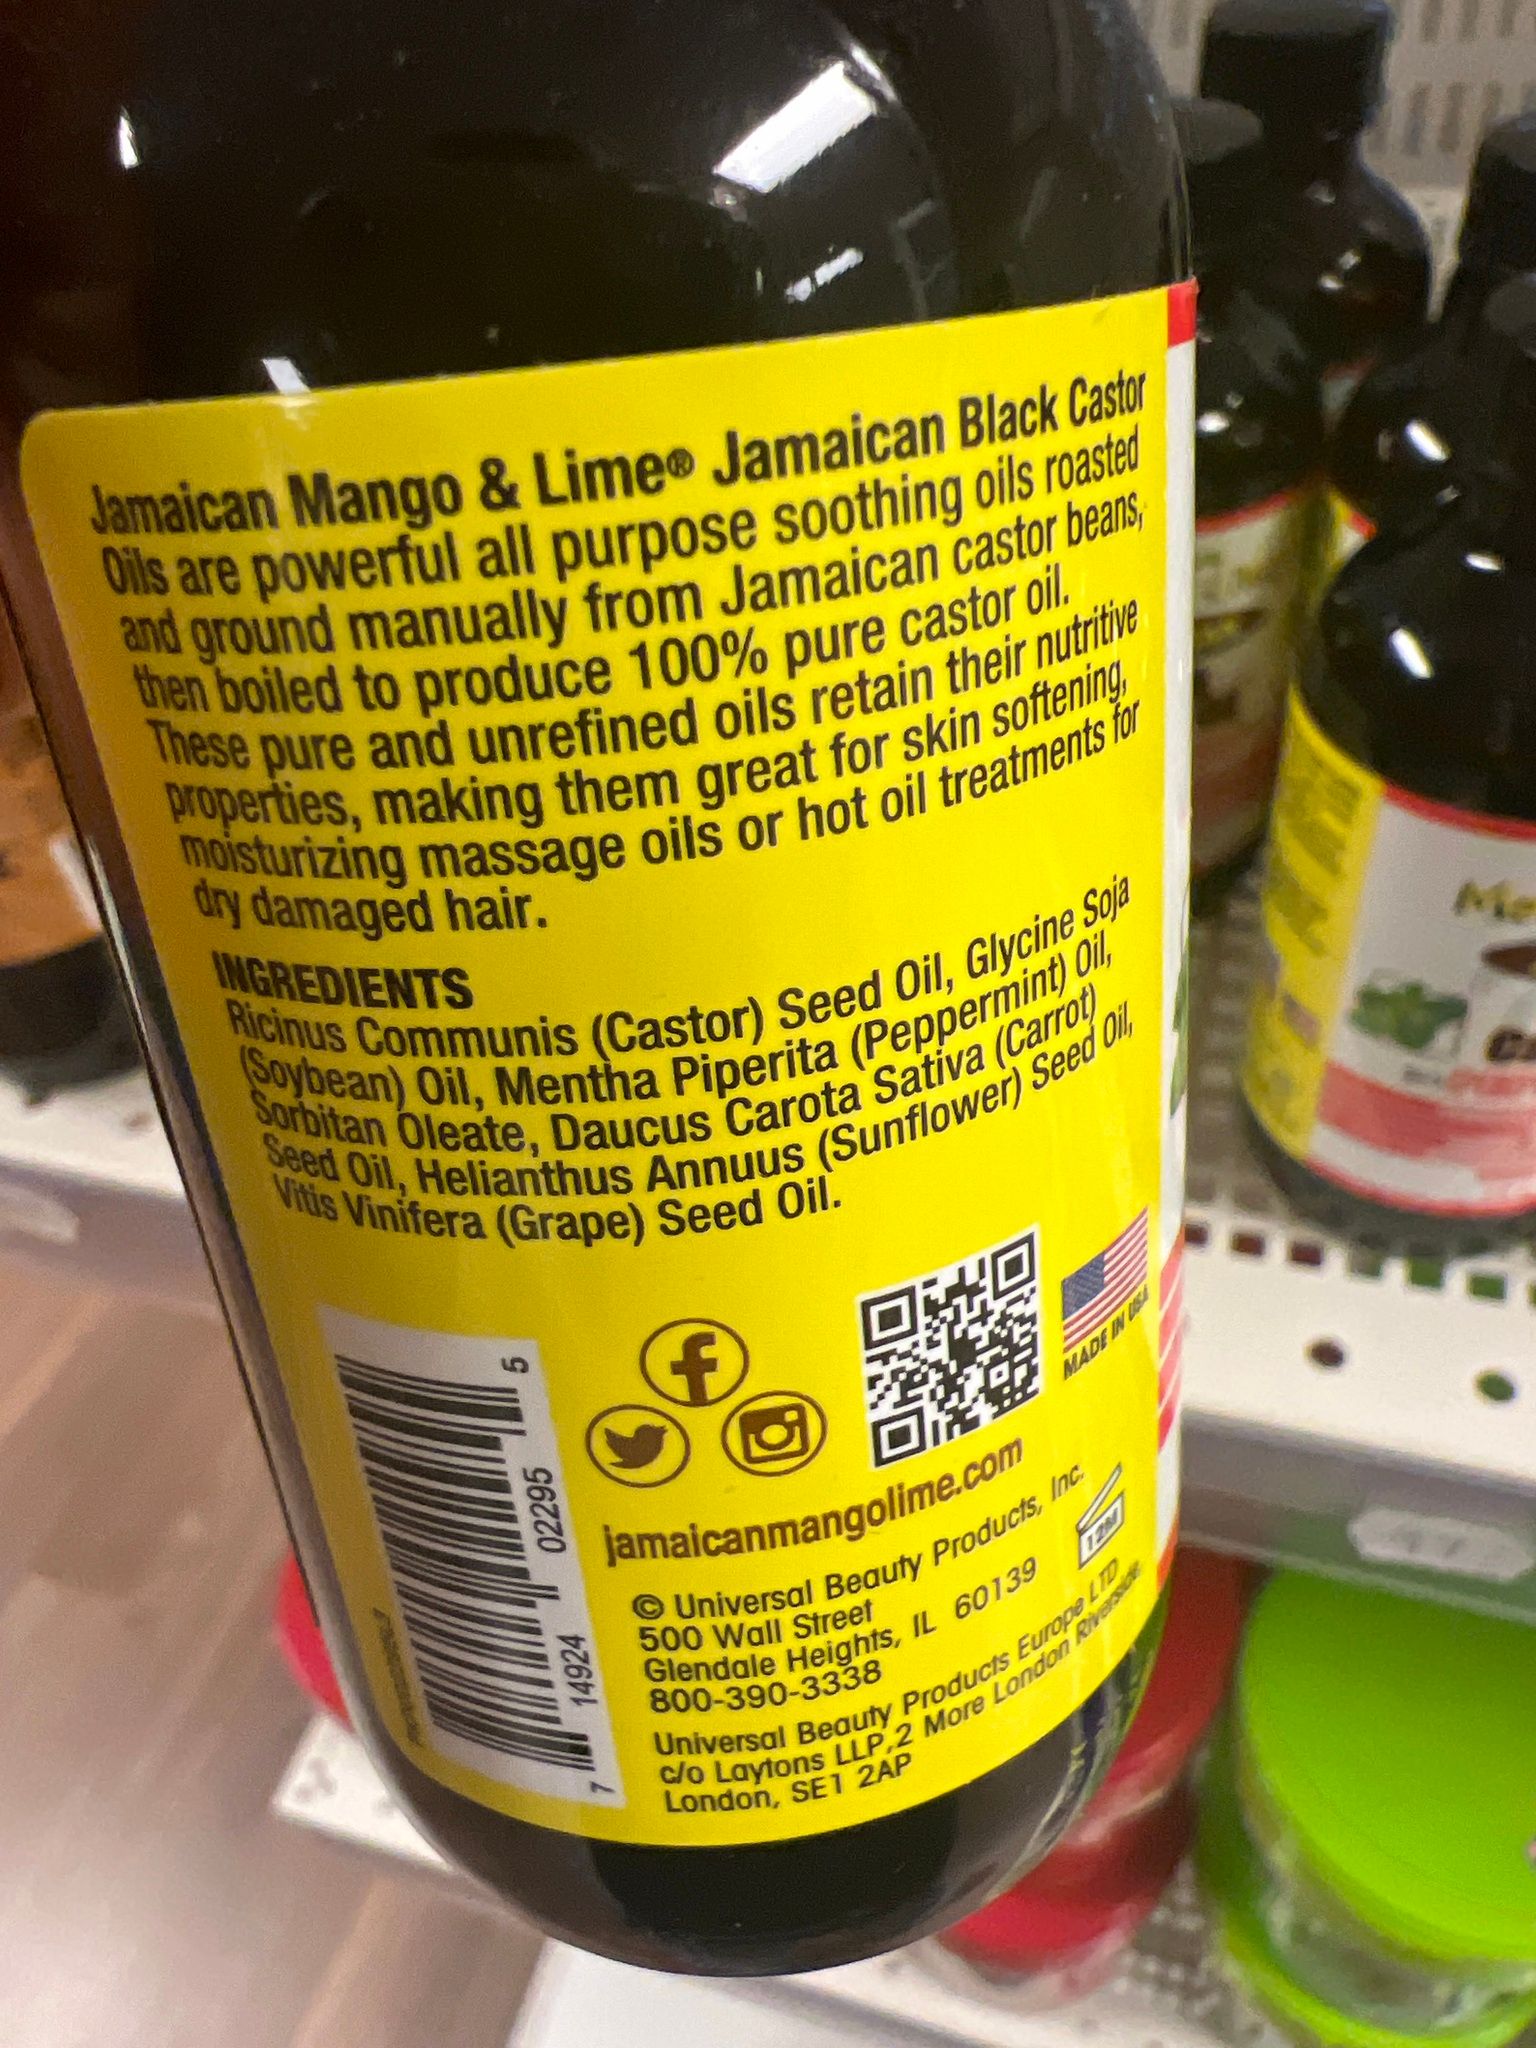 Jamaican Mango & Lime® Jamaican Black Castor
Oils are powerful all purpose soothing oils roasted
and ground manually from Jamaican castor beans,
then boiled to produce 100% pure castor oil.
These pure and unrefined oils retain their nutritive
properties, making them great for skin softening,
moisturizing massage oils or hot oil treatments for
dry damaged hair.
INGREDIENTS
Ricinus Communis (Castor) Seed Oil, Glycine Soja
(Soybean) Oil, Mentha Piperita (Peppermint) Oil,
Sorbitan Oleate, Daucus Carota Sativa (Carrot)
Seed Oil, Helianthus Annuus (Sunflower) Seed Oil,
Vitis Vinifera (Grape) Seed Oil.
MADE IN USA
7 14924 02295 5
jamaicanmangolime.com
12M
© Universal Beauty Products, Inc.
500 Wall Street
Glendale Heights, IL 60139
800-390-3338
Universal Beauty Products Europe LTD
c/o Laytons LLP,2 More London Riverside
London, SE1 2AP